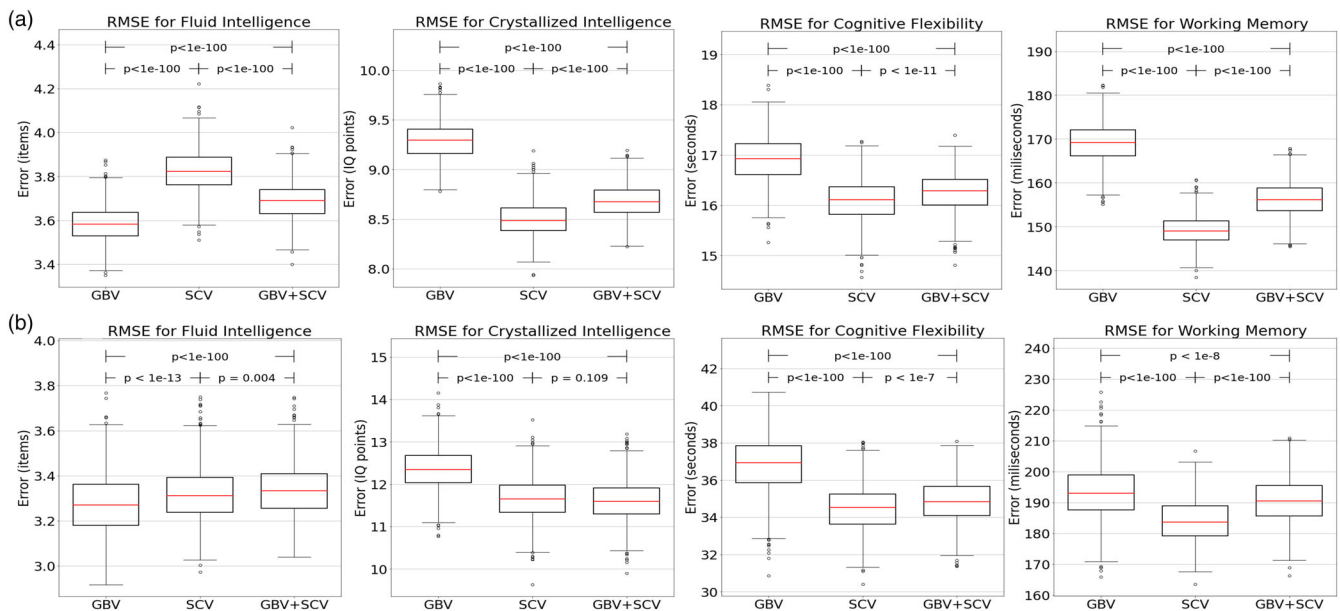 (a)
RMSE for Fluid Intelligence
Error (items)
4.4
4.2
4.0
3.8
3.6
3.4
p<1e-100
p<1e-100 p<1e-100
GBV SCV GBV+SCV
RMSE for Crystallized Intelligence
Error (IQ points)
10.0
9.5
9.0
8.5
8.0
p<1e-100
p<1e-100 p<1e-100
GBV SCV GBV+SCV
RMSE for Cognitive Flexibility
Error (seconds)
19
18
17
16
15
p<1e-100
p<1e-100 p < 1e-11
GBV SCV GBV+SCV
RMSE for Working Memory
Error (miliseconds)
190
180
170
160
150
140
p<1e-100
p<1e-100 p<1e-100
GBV SCV GBV+SCV
(b)
RMSE for Fluid Intelligence
Error (items)
4.0
3.8
3.6
3.4
3.2
3.0
p<1e-100
p < 1e-13 p = 0.004
GBV SCV GBV+SCV
RMSE for Crystallized Intelligence
Error (IQ points)
15
14
13
12
11
10
p<1e-100
p<1e-100 p = 0.109
GBV SCV GBV+SCV
RMSE for Cognitive Flexibility
Error (seconds)
42
40
38
36
34
32
30
p<1e-100
p<1e-100 p < 1e-7
GBV SCV GBV+SCV
RMSE for Working Memory
Error (miliseconds)
240
230
220
210
200
190
180
170
160
p < 1e-8
p<1e-100 p<1e-100
GBV SCV GBV+SCV